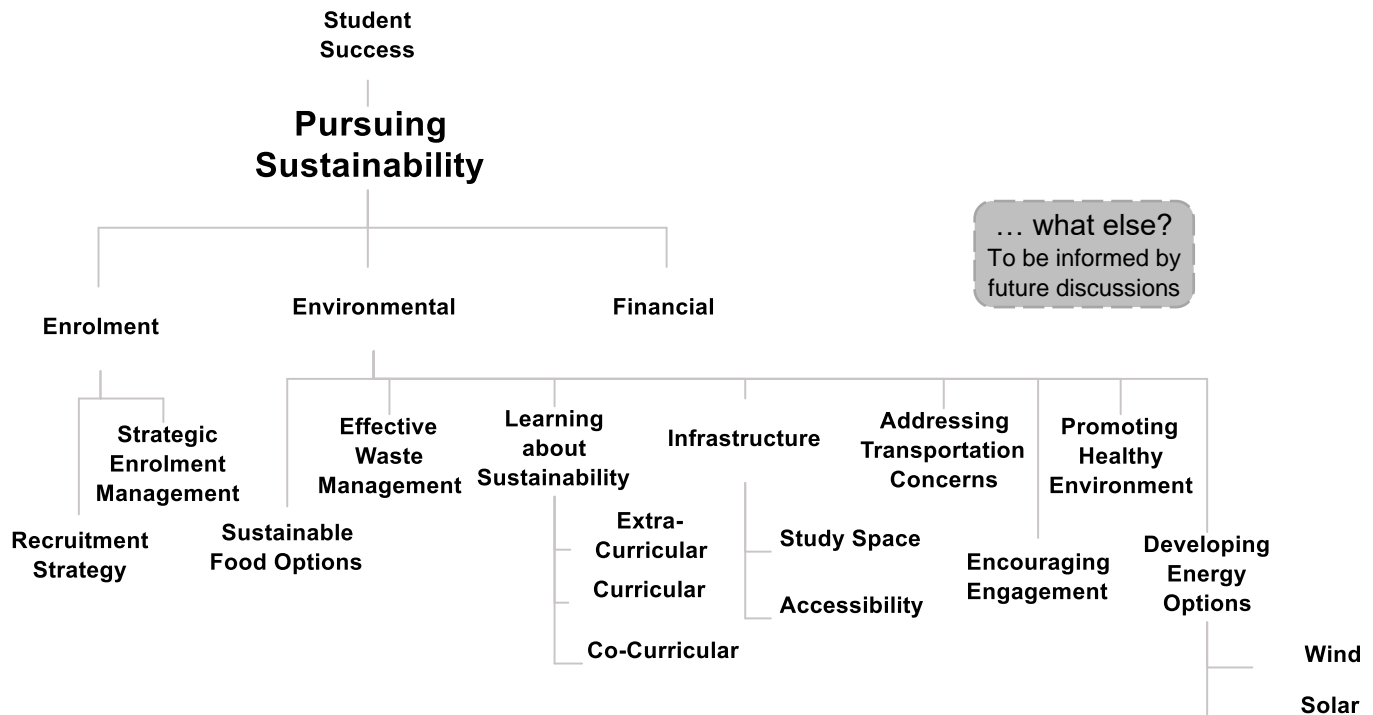 Student
Success
Pursuing
Sustainability
… what else?
To be informed by
future discussions
Enrolment
Environmental
Financial
Strategic
Enrolment
Management
Recruitment
Strategy
Sustainable
Food Options
Effective
Waste
Management
Learning
about
Sustainability
Extra-
Curricular
Curricular
Co-Curricular
Infrastructure
Study Space
Accessibility
Addressing
Transportation
Concerns
Encouraging
Engagement
Promoting
Healthy
Environment
Developing
Energy
Options
Wind
Solar